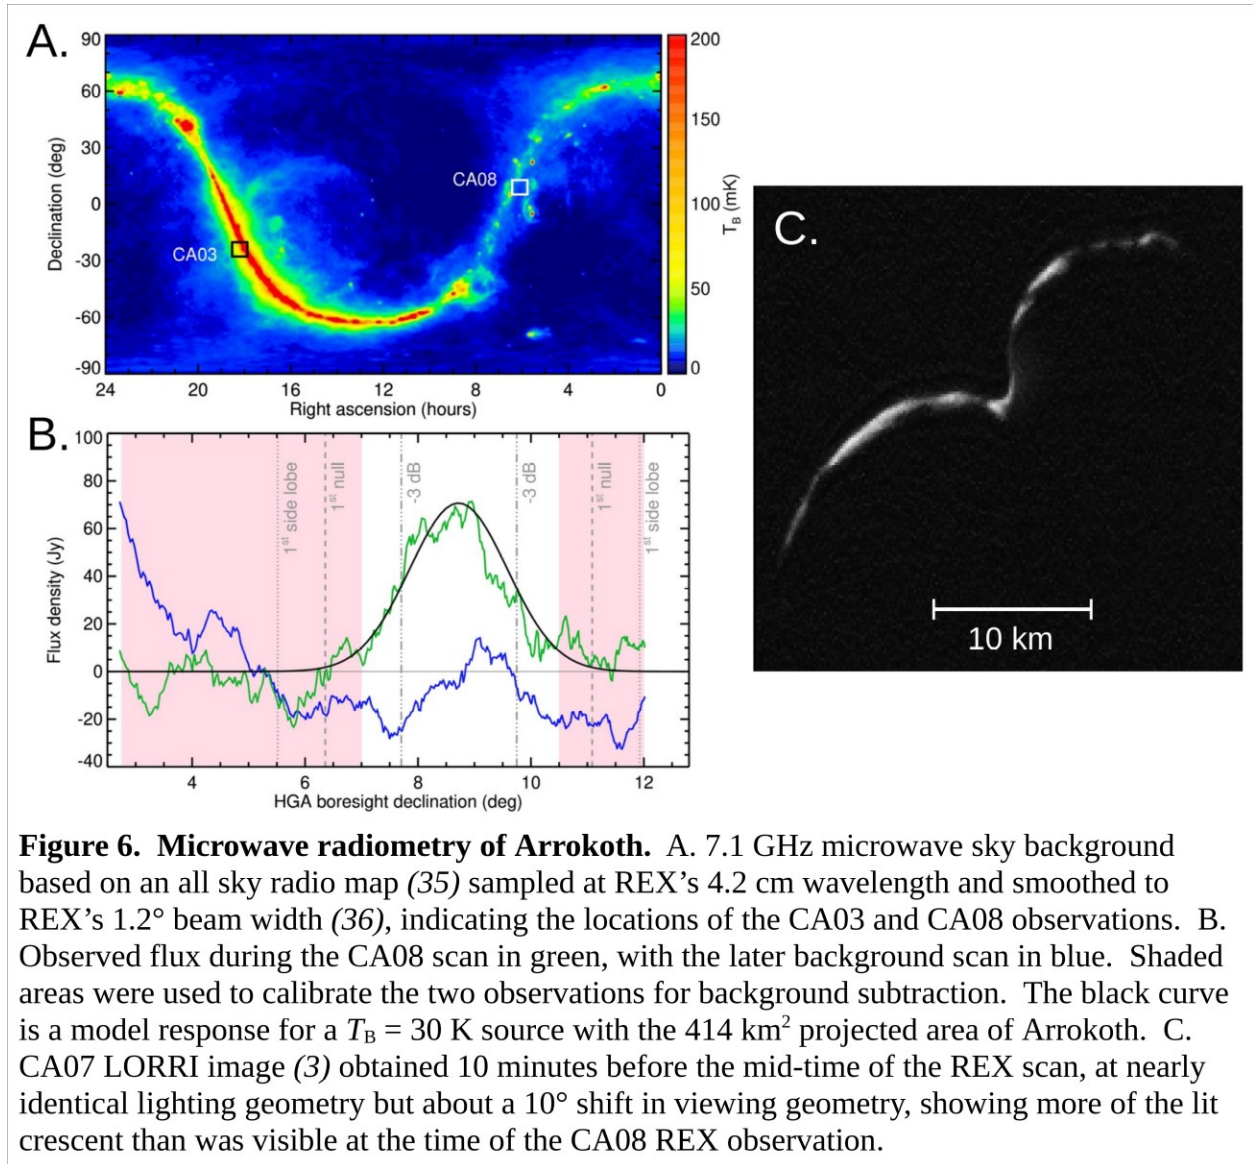 A.
90
60
30
0
-30
-60
-90
Declination (deg)
CA03
CA08
24
20
16
12
8
4
0
Right ascension (hours)
200
150
100
50
0
T_B (mK)
B.
100
80
60
40
20
0
-20
-40
Flux density (Jy)
1st side lobe
1st null
-3 dB
-3 dB
1st null
1st side lobe
4
6
8
10
12
HGA boresight declination (deg)
C.
10 km
Figure 6. Microwave radiometry of Arrokoth. A. 7.1 GHz microwave sky background
based on an all sky radio map (35) sampled at REX’s 4.2 cm wavelength and smoothed to
REX’s 1.2° beam width (36), indicating the locations of the CA03 and CA08 observations. B.
Observed flux during the CA08 scan in green, with the later background scan in blue. Shaded
areas were used to calibrate the two observations for background subtraction. The black curve
is a model response for a T_B = 30 K source with the 414 km² projected area of Arrokoth. C.
CA07 LORRI image (3) obtained 10 minutes before the mid-time of the REX scan, at nearly
identical lighting geometry but about a 10° shift in viewing geometry, showing more of the lit
crescent than was visible at the time of the CA08 REX observation.